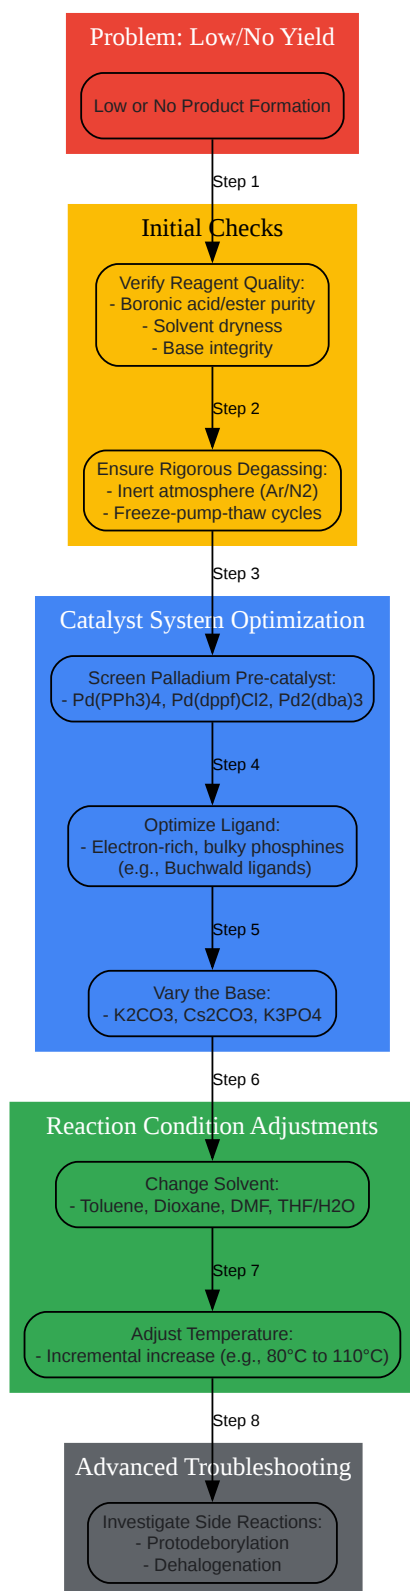 Problem: Low/No Yield
Low or No Product Formation
Step 1
Initial Checks
Verify Reagent Quality:
- Boronic acid/ester purity
- Solvent dryness
- Base integrity
Step 2
Ensure Rigorous Degassing:
- Inert atmosphere (Ar/N2)
- Freeze-pump-thaw cycles
Step 3
Catalyst System Optimization
Screen Palladium Pre-catalyst:
- Pd(PPh3)4, Pd(dppf)Cl2, Pd2(dba)3
Step 4
Optimize Ligand:
- Electron-rich, bulky phosphines
(e.g., Buchwald ligands)
Step 5
Vary the Base:
- K2CO3, Cs2CO3, K3PO4
Step 6
Reaction Condition Adjustments
Change Solvent:
- Toluene, Dioxane, DMF, THF/H2O
Step 7
Adjust Temperature:
- Incremental increase (e.g., 80°C to 110°C)
Step 8
Advanced Troubleshooting
Investigate Side Reactions:
- Protodeborylation
- Dehalogenation